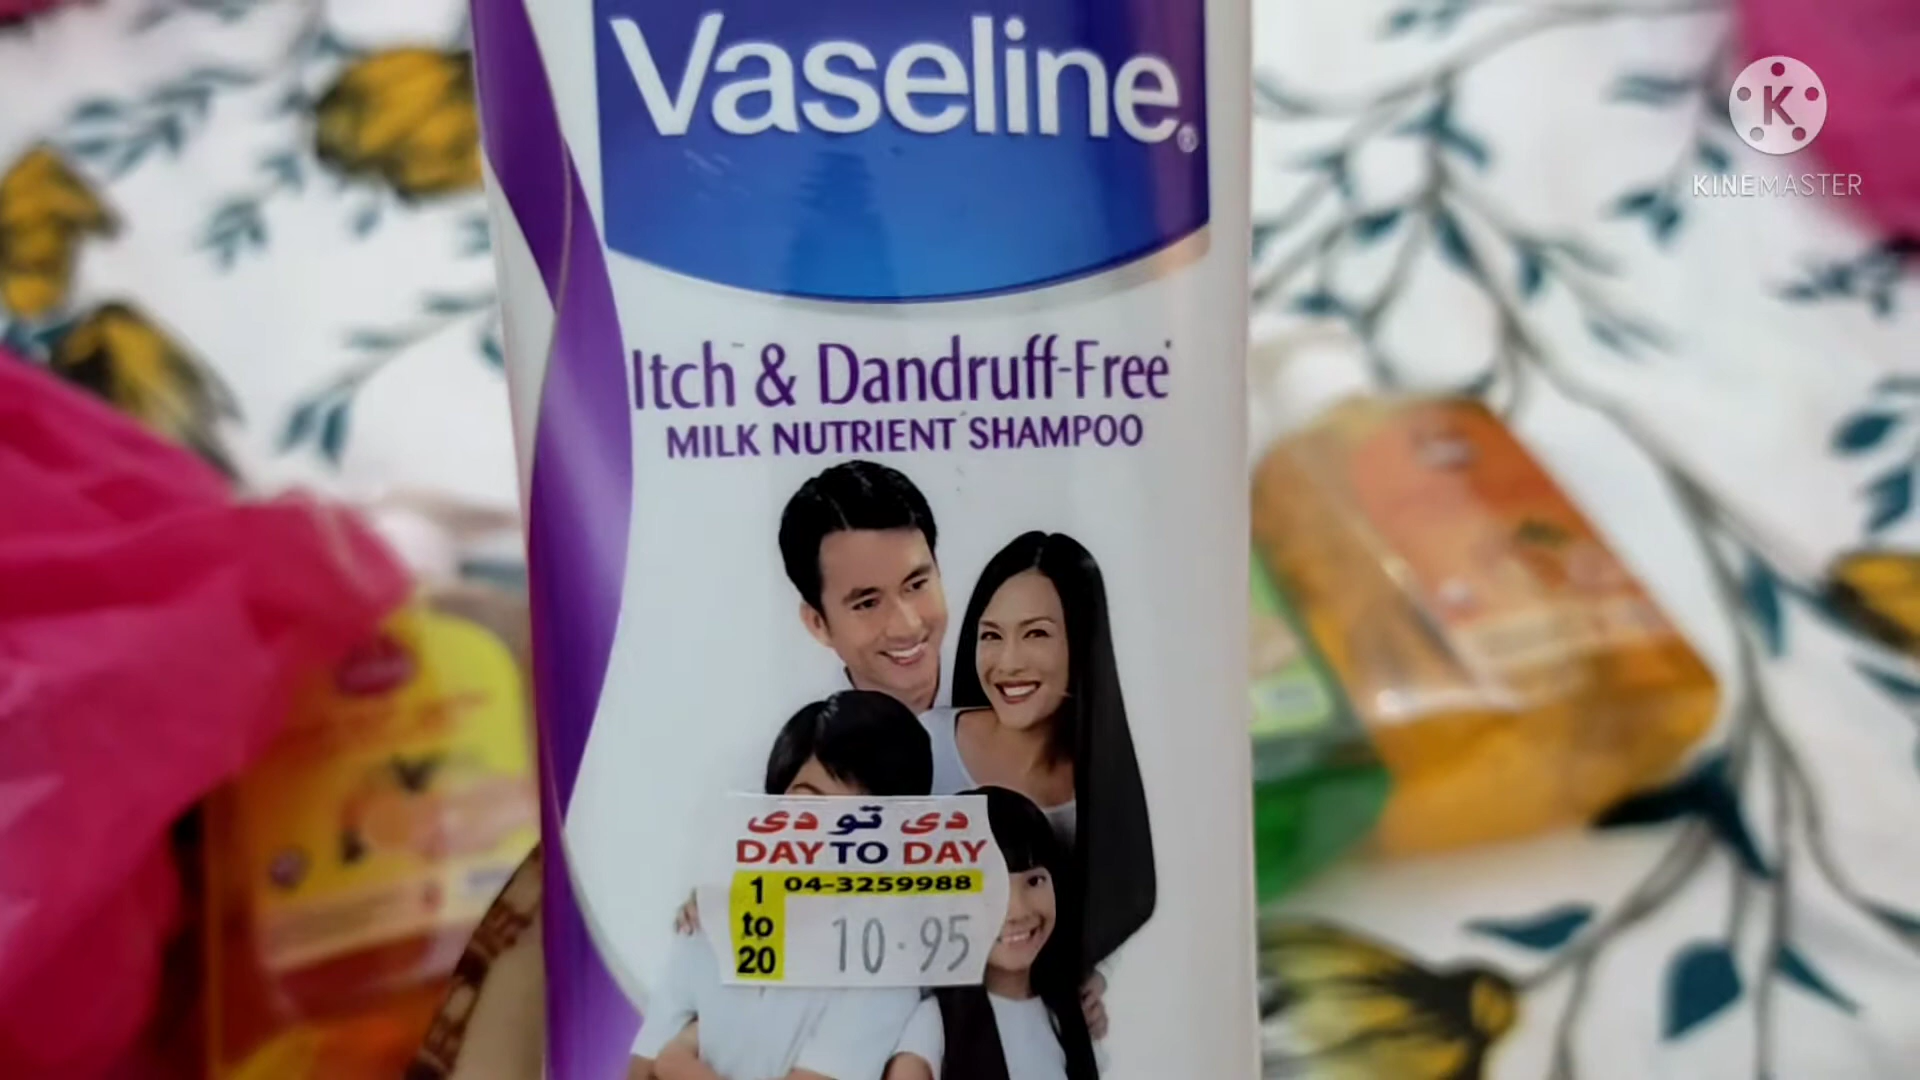 Vaseline®
K
KINEMASTER
Itch & Dandruff-Free
MILK NUTRIENT SHAMPOO
دی تو دی
DAY TO DAY
1 to 20
04-3259988
10.95